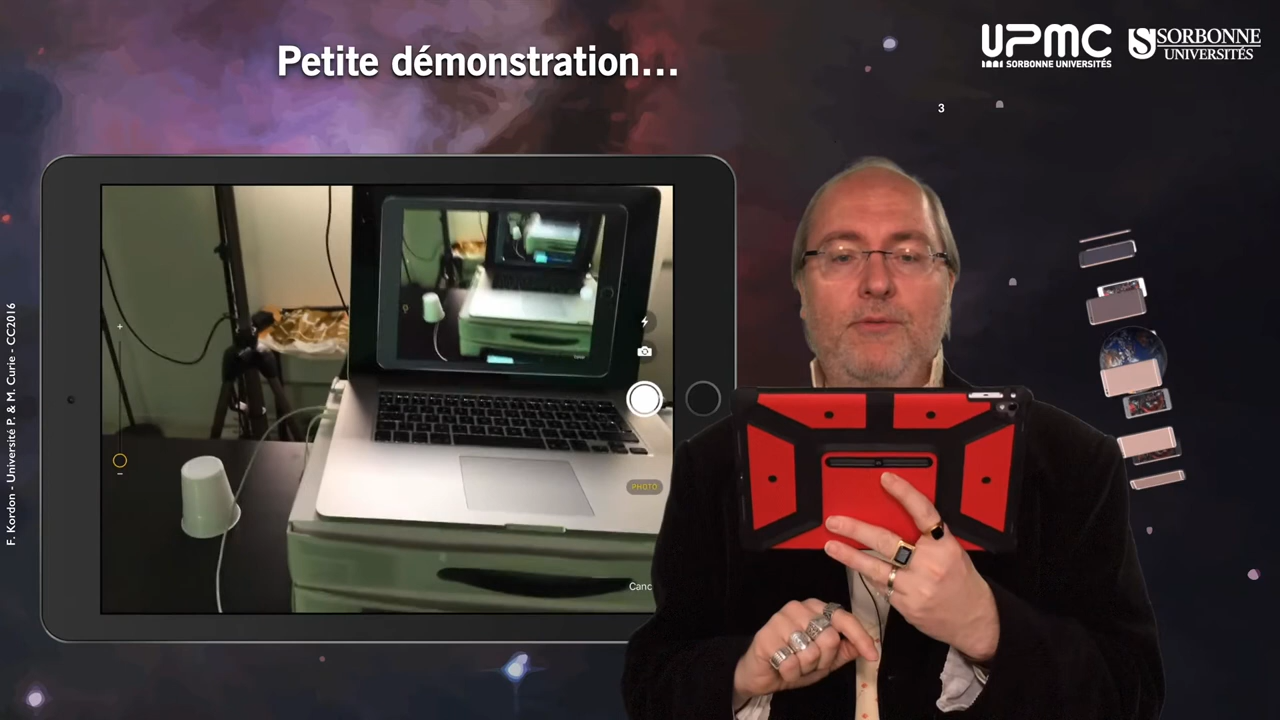 Petite démonstration...
UPMC
SORBONNE UNIVERSITÉS
SORBONNE
UNIVERSITÉS
3
PHOTO
Canc
F. Kordon - Université P. & M. Curie - CC2016